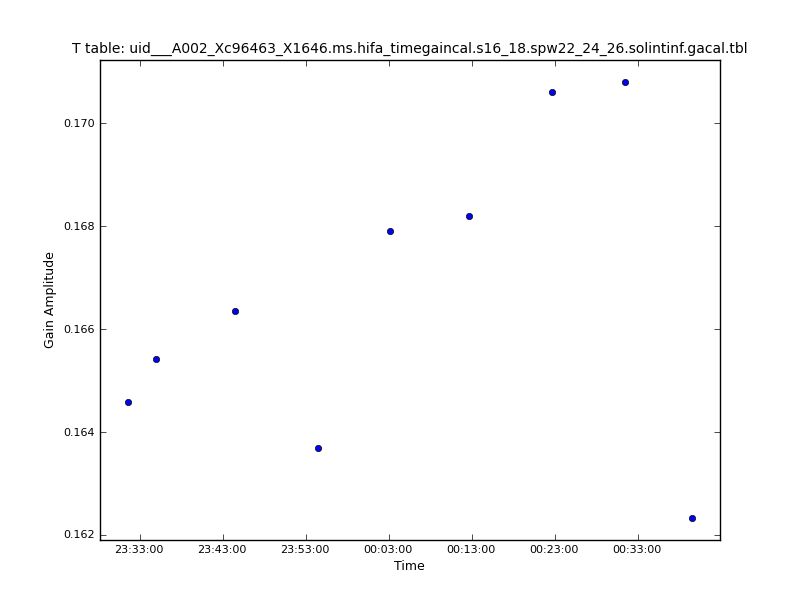 T table: uid___A002_Xc96463_X1646.ms.hifa_timegaincal.s16_18.spw22_24_26.solintinf.gacal.tbl
0.170
0.168
0.166
0.164
0.162
Gain Amplitude
23:33:00 23:43:00 23:53:00 00:03:00 00:13:00 00:23:00 00:33:00
Time